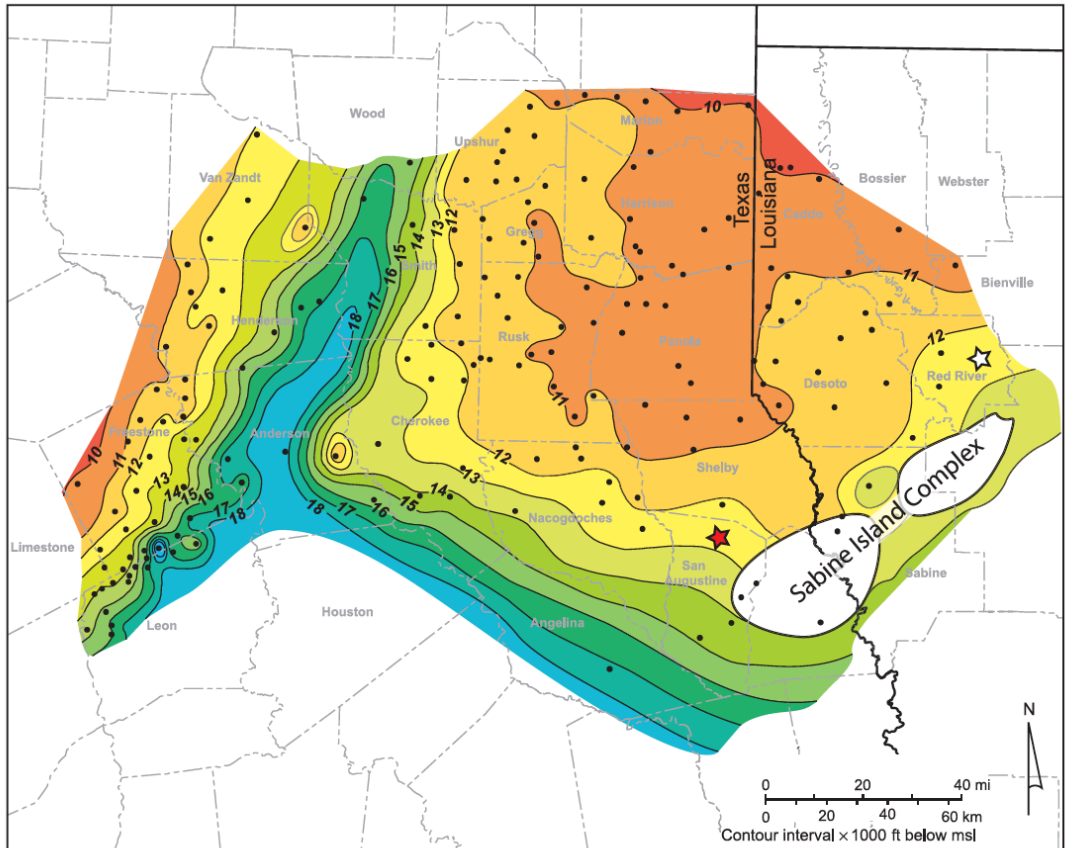 Wood
Upshur
Marion
10
Van Zandt
Texas
Louisiana
Bossier
Webster
Harrison
Caddo
Gregg
12
13
14
15
Smith
16
17
18
11
Bienville
Henderson
Rusk
Panola
12
Red River
Desoto
11
Cherokee
Freestone
Anderson
10
11
12
13
14
15
16
17
18
12
13
14
15
16
17
18
Shelby
Nacogdoches
Sabine Island Complex
Limestone
San
Augustine
Sabine
Leon
Houston
Angelina
N
0 20 40 mi
0 20 40 60 km
Contour interval × 1000 ft below msl